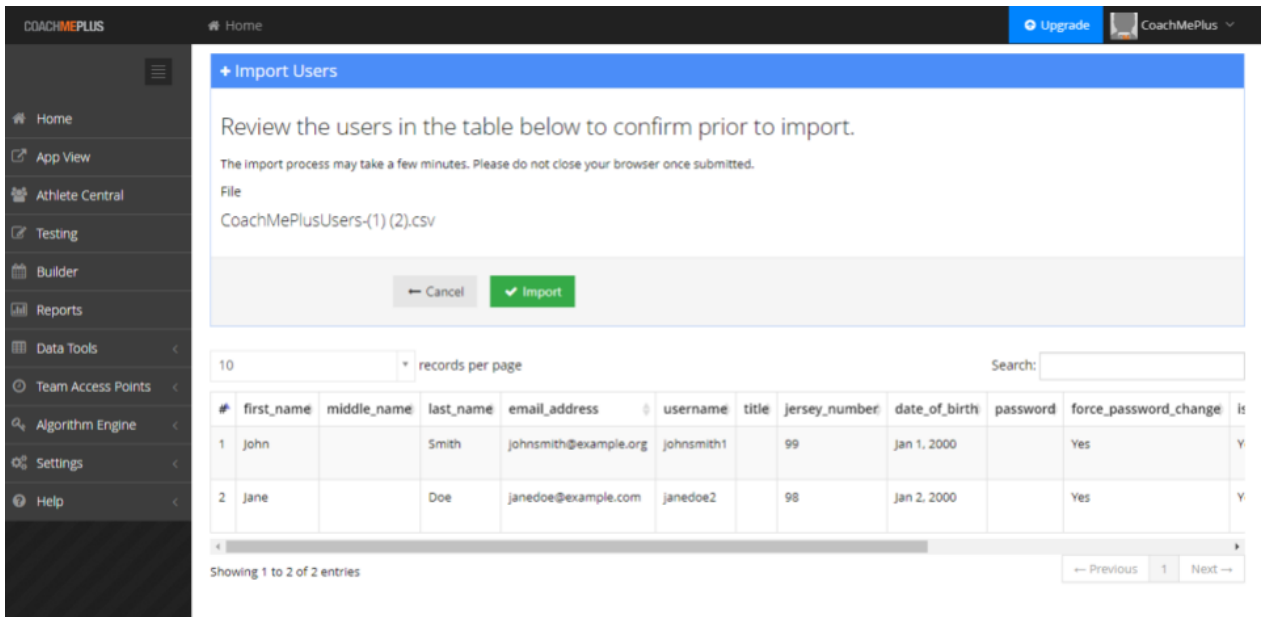 COACHMEPLUS
Home
Upgrade
CoachMePlus
Home
App View
Athlete Central
Testing
Builder
Reports
Data Tools
Team Access Points
Algorithm Engine
Settings
Help
+ Import Users
Review the users in the table below to confirm prior to import.
The import process may take a few minutes. Please do not close your browser once submitted.
File
CoachMePlusUsers-(1) (2).csv
← Cancel
✔ Import
10 records per page
Search:
# first_name middle_name last_name email_address username title jersey_number date_of_birth password force_password_change is
1 John Smith johnsmith@example.org johnsmith1 99 Jan 1, 2000 Yes Y
2 Jane Doe janedoe@example.com janedoe2 98 Jan 2, 2000 Yes Y
Showing 1 to 2 of 2 entries
← Previous 1 Next →